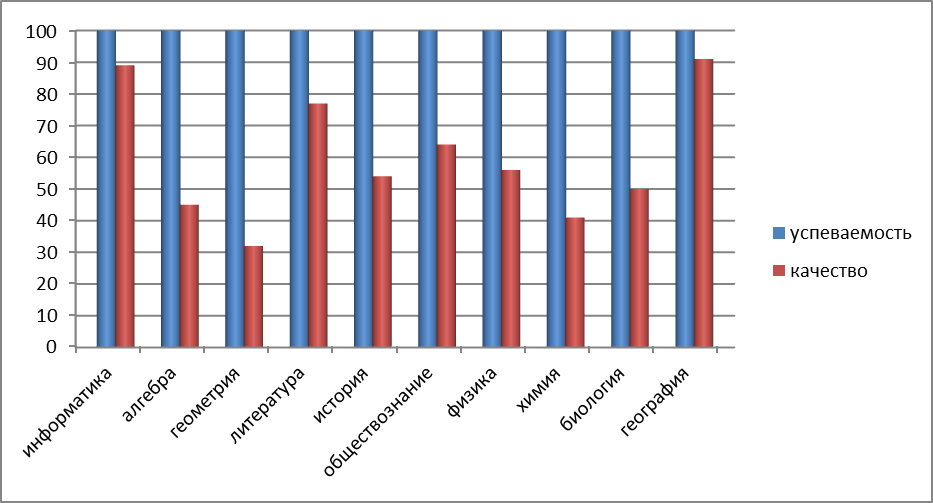 100
90
80
70
60
50
40
30
20
10
0
информатика
алгебра
геометрия
литература
история
обществознание
физика
химия
биология
география
успеваемость
качество